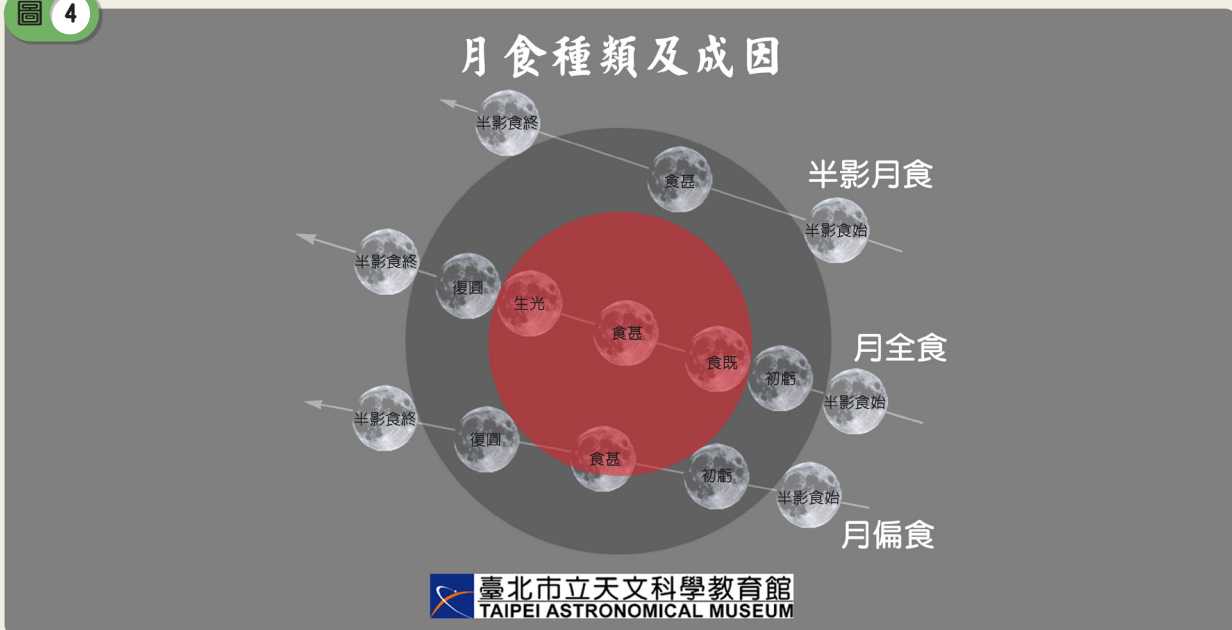 圖 4
月食種類及成因
半影食終
食甚
半影食始
半影月食
半影食終
復圓
生光
食甚
食既
初虧
半影食始
月全食
半影食終
復圓
食甚
初虧
半影食始
月偏食
臺北市立天文科學教育館
TAIPEI ASTRONOMICAL MUSEUM